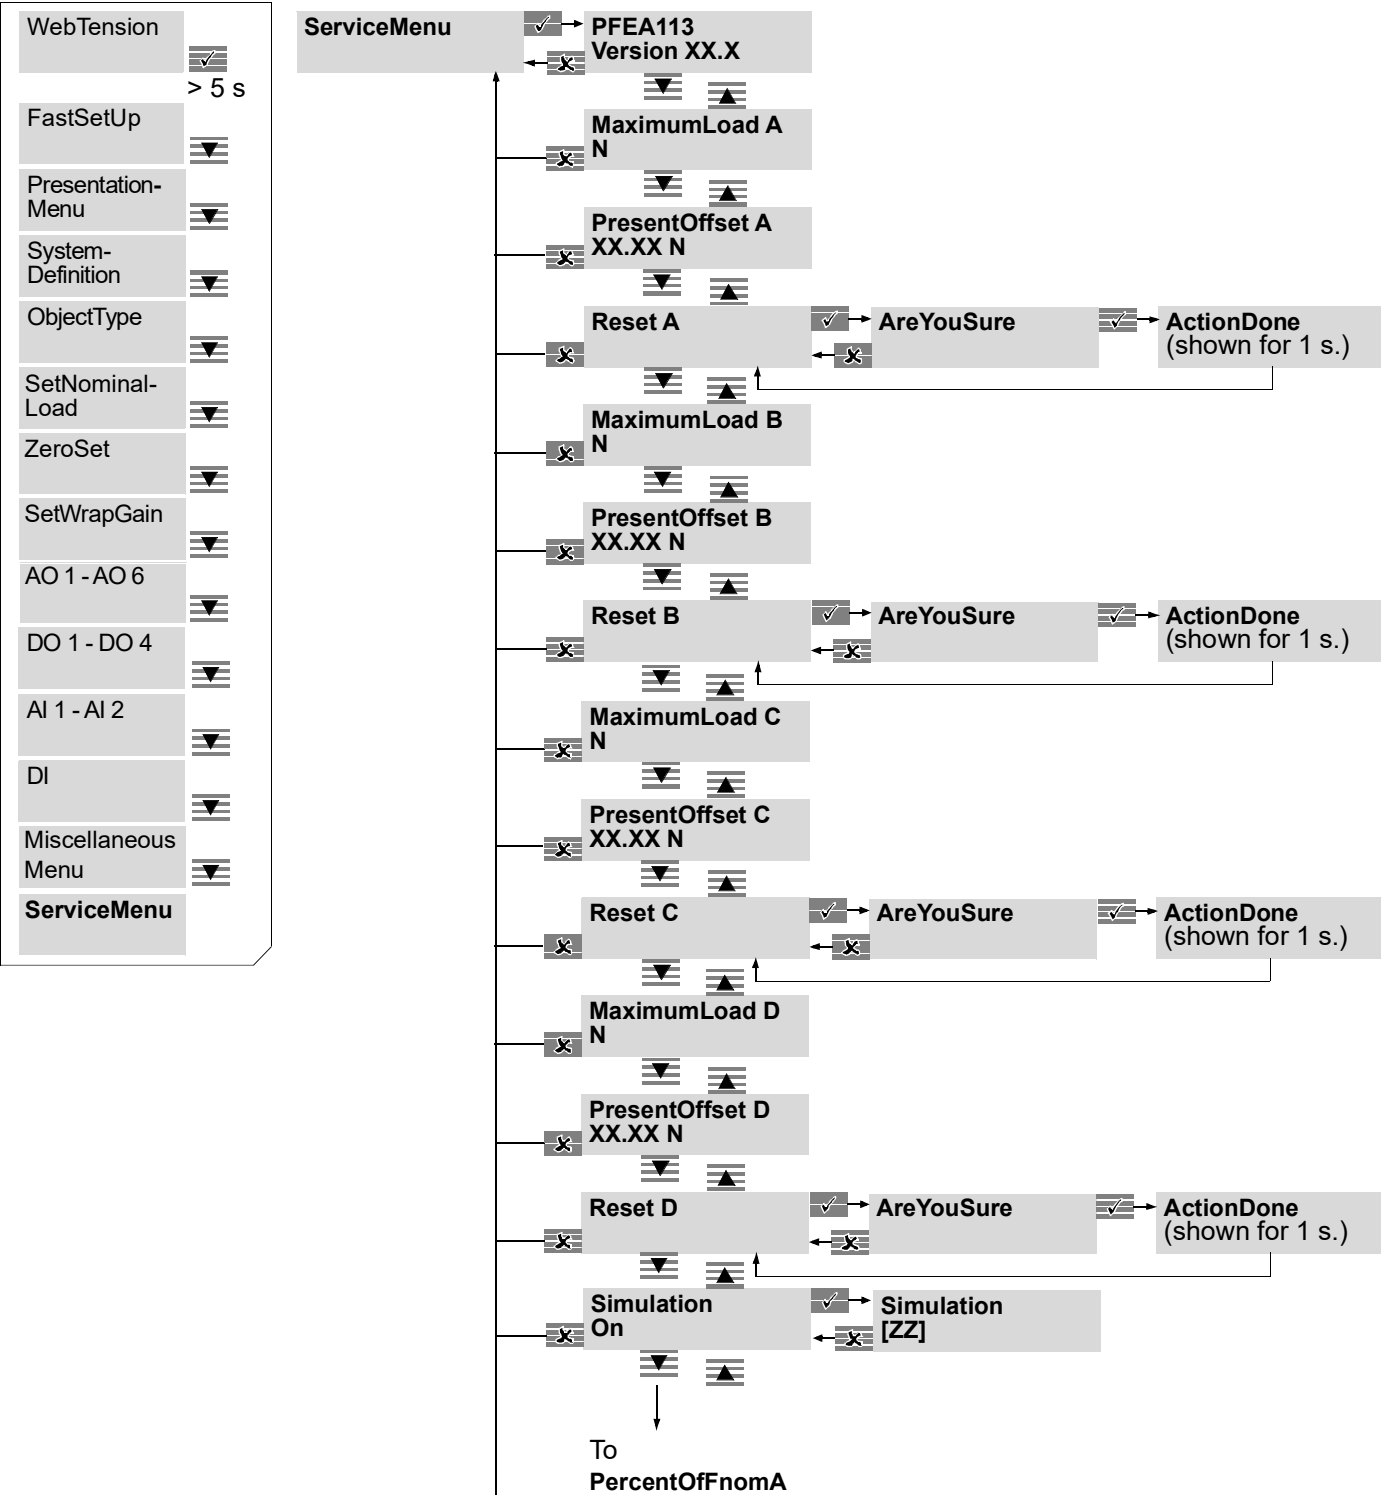 WebTension
> 5 s
FastSetUp
Presentation-
Menu
System-
Definition
ObjectType
SetNominal-
Load
ZeroSet
SetWrapGain
AO 1 - AO 6
DO 1 - DO 4
AI 1 - AI 2
DI
Miscellaneous
Menu
ServiceMenu
ServiceMenu
PFEA113
Version XX.X
MaximumLoad A
N
PresentOffset A
XX.XX N
Reset A
AreYouSure
ActionDone
(shown for 1 s.)
MaximumLoad B
N
PresentOffset B
XX.XX N
Reset B
AreYouSure
ActionDone
(shown for 1 s.)
MaximumLoad C
N
PresentOffset C
XX.XX N
Reset C
AreYouSure
ActionDone
(shown for 1 s.)
MaximumLoad D
N
PresentOffset D
XX.XX N
Reset D
AreYouSure
ActionDone
(shown for 1 s.)
Simulation
On
Simulation
[ZZ]
To
PercentOfFnomA